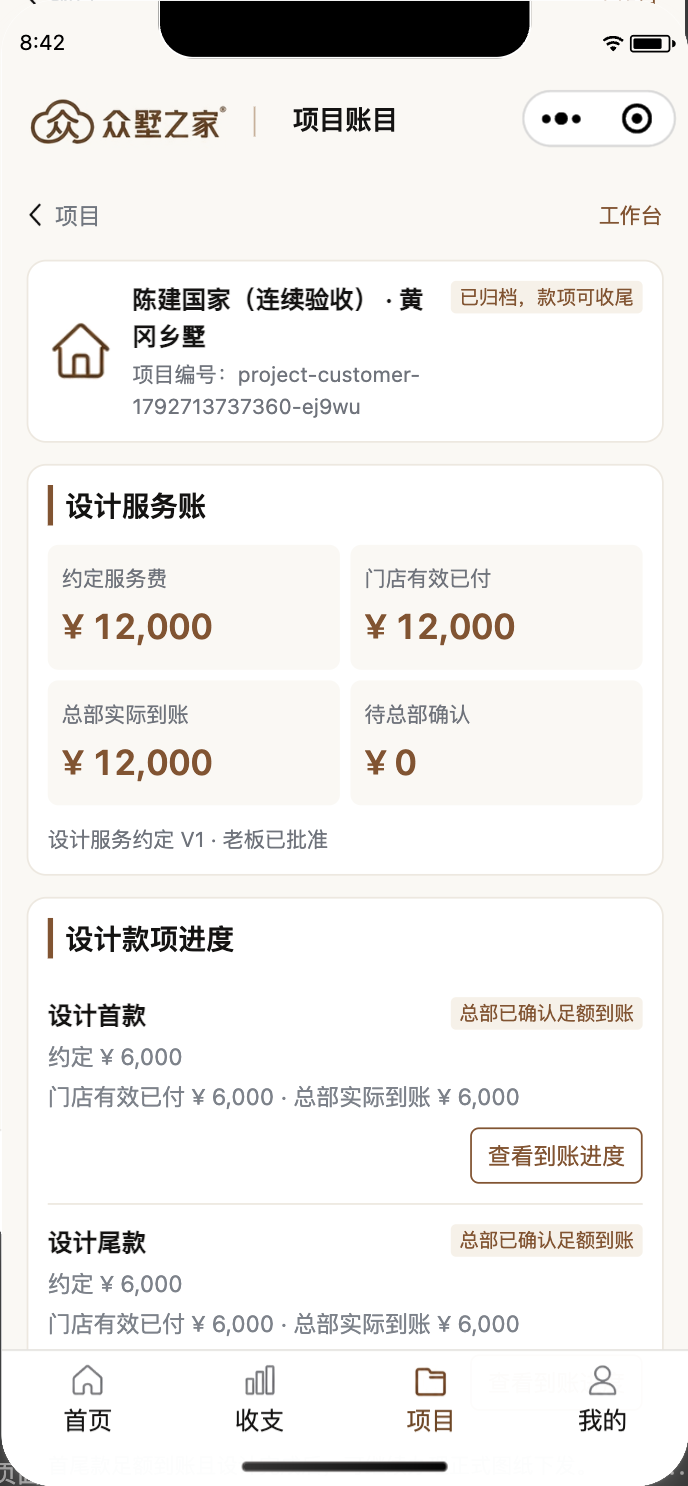 8:42
众墅之家®
项目账目
项目
工作台
陈建国家（连续验收） · 黄
冈乡墅
已归档，款项可收尾
项目编号：project-customer-
1792713737360-ej9wu
设计服务账
约定服务费
¥ 12,000
门店有效已付
¥ 12,000
总部实际到账
¥ 12,000
待总部确认
¥ 0
设计服务约定 V1 · 老板已批准
设计款项进度
设计首款
总部已确认足额到账
约定 ¥ 6,000
门店有效已付 ¥ 6,000 · 总部实际到账 ¥ 6,000
查看到账进度
设计尾款
总部已确认足额到账
约定 ¥ 6,000
门店有效已付 ¥ 6,000 · 总部实际到账 ¥ 6,000
首页
收支
项目
我的